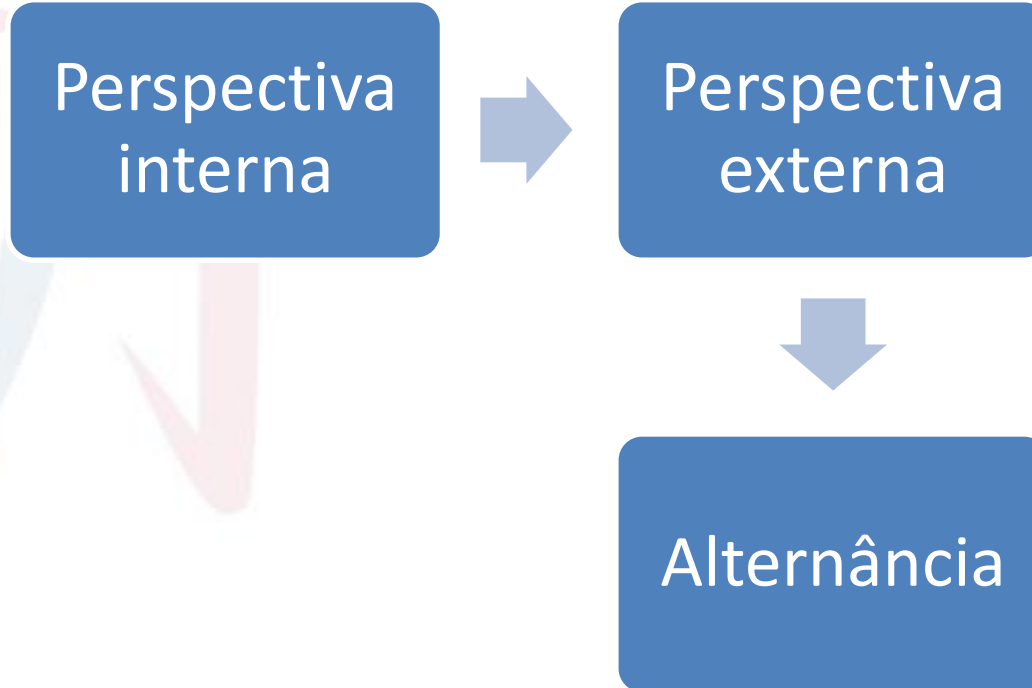 Perspectiva
interna
Perspectiva
externa
Alternância